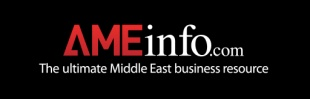 AMEinfo.com
The ultimate Middle East business resource